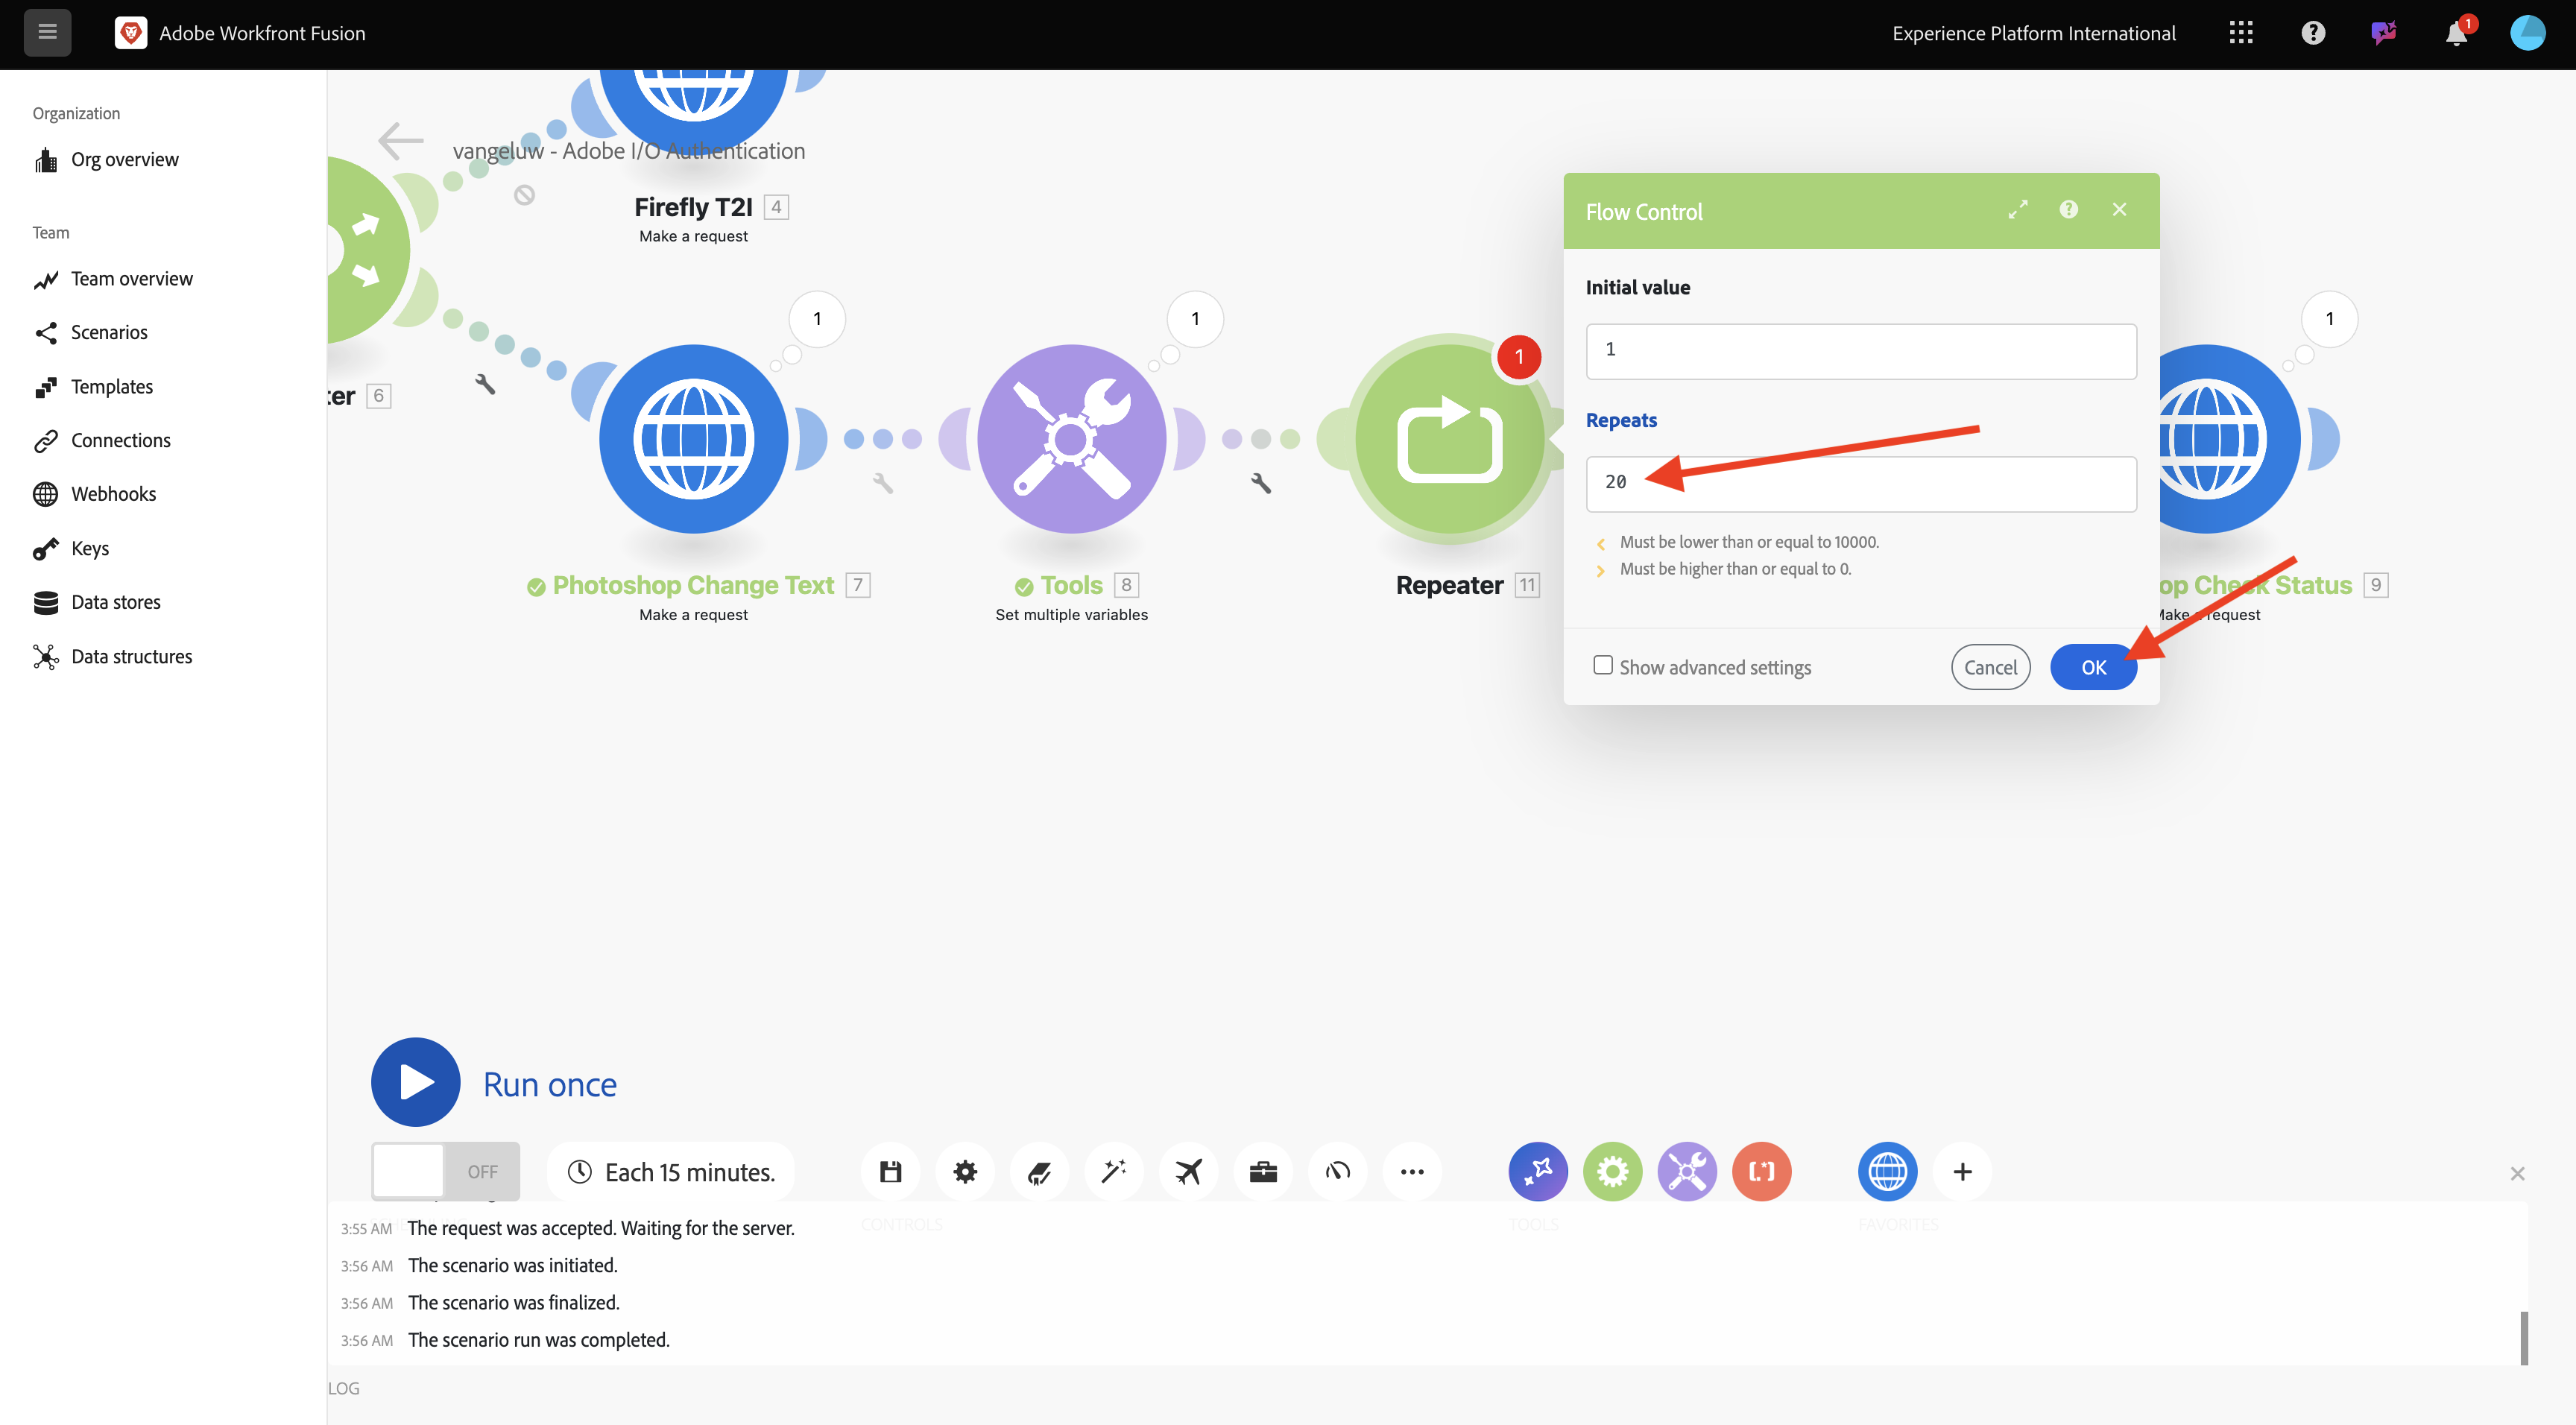 Adobe Workfront Fusion
Experience Platform International
1
Organization
Org overview
Team
Team overview
Scenarios
Templates
Connections
Webhooks
Keys
Data stores
Data structures
vangeluw - Adobe I/O Authentication
Firefly T2I 4
Make a request
ter 6
1
Photoshop Change Text 7
Make a request
1
Tools 8
Set multiple variables
1
Repeater 11
1
op Check Status 9
Make a request
Flow Control
Initial value
1
Repeats
20
Must be lower than or equal to 10000.
Must be higher than or equal to 0.
Show advanced settings
Cancel
OK
Run once
OFF
Each 15 minutes.
CONTROLS
TOOLS
FAVORITES
3:55 AM The request was accepted. Waiting for the server.
3:56 AM The scenario was initiated.
3:56 AM The scenario was finalized.
3:56 AM The scenario run was completed.
LOG